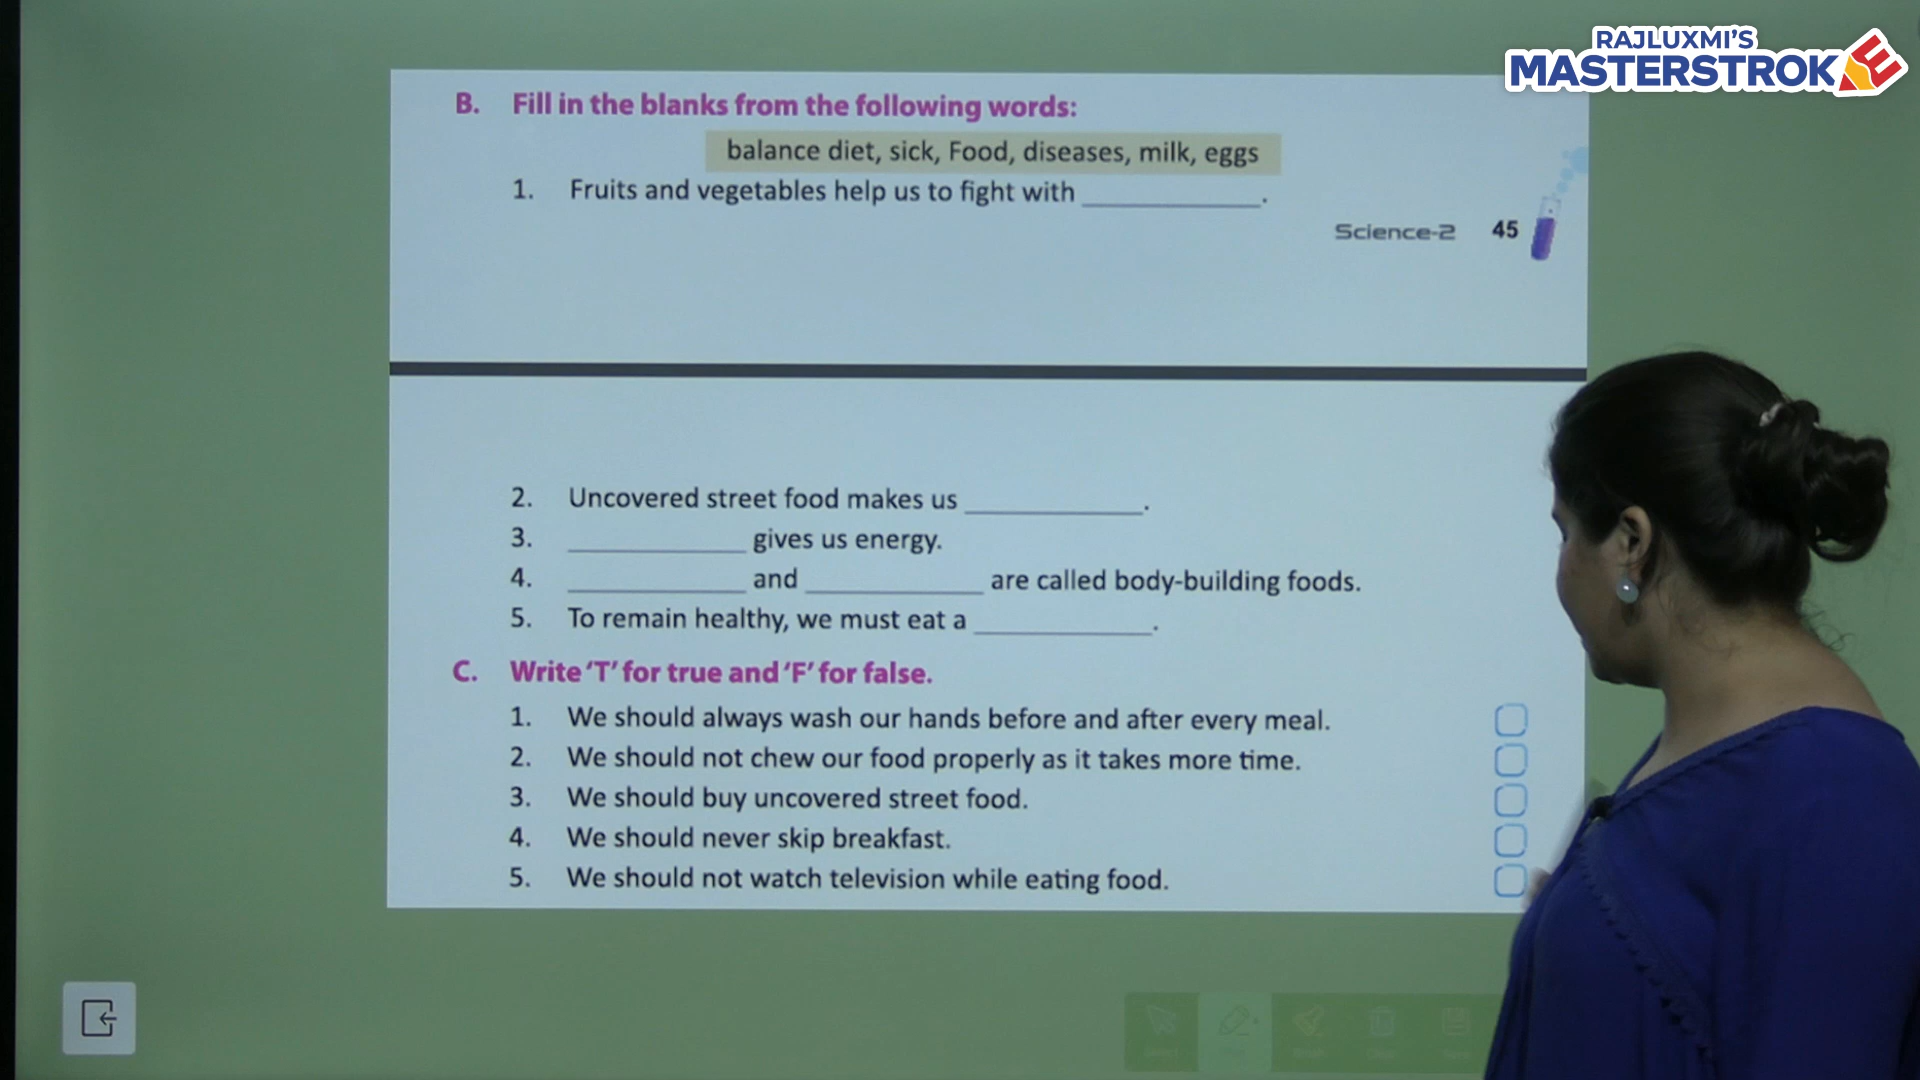 RAJLUXMI'S
MASTERSTROKE
B. Fill in the blanks from the following words:
balance diet, sick, Food, diseases, milk, eggs
1. Fruits and vegetables help us to fight with ____________.
Science-2 45
2. Uncovered street food makes us ____________.
3. ____________ gives us energy.
4. ____________ and ____________ are called body-building foods.
5. To remain healthy, we must eat a ____________.
C. Write 'T' for true and 'F' for false.
1. We should always wash our hands before and after every meal.
2. We should not chew our food properly as it takes more time.
3. We should buy uncovered street food.
4. We should never skip breakfast.
5. We should not watch television while eating food.